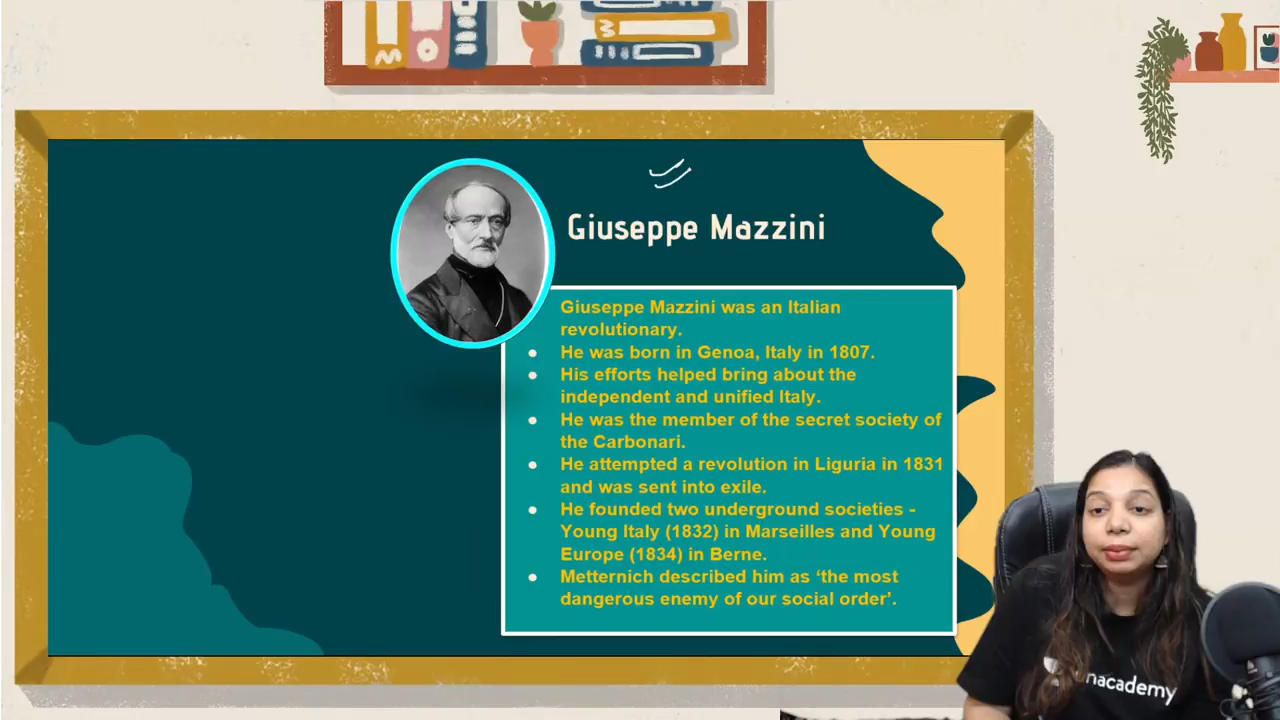 Giuseppe Mazzini
Giuseppe Mazzini was an Italian
revolutionary.
● He was born in Genoa, Italy in 1807.
● His efforts helped bring about the
independent and unified Italy.
● He was the member of the secret society of
the Carbonari.
● He attempted a revolution in Liguria in 1831
and was sent into exile.
● He founded two underground societies -
Young Italy (1832) in Marseilles and Young
Europe (1834) in Berne.
● Metternich described him as ‘the most
dangerous enemy of our social order’.
unacademy